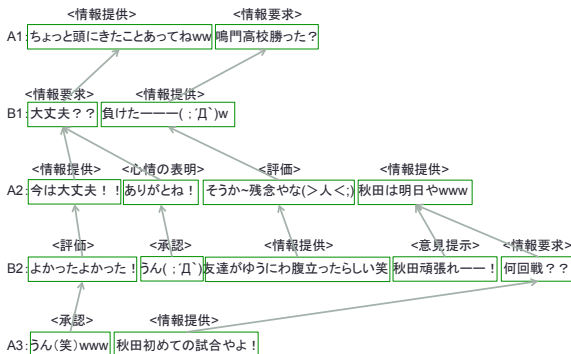 <情報提供> <情報要求>
A1:ちょっと頭にきたことあってねww 鳴門高校勝った？
<情報要求> <情報提供>
B1:大丈夫？？ 負けたーーー( ; ´Д`)w
<情報提供> <心情の表明> <評価> <情報提供>
A2:今は大丈夫！！ ありがとね！ そうか~残念やな(＞人＜;) 秋田は明日やwww
<評価> <承認> <情報提供> <意見提示> <情報要求>
B2:よかったよかった！ うん( ; ´Д`) 友達がゆうにわ腹立ったらしい笑 秋田頑張れーー！ 何回戦？？
<承認> <情報提供>
A3:うん（笑）www 秋田初めての試合やよ！